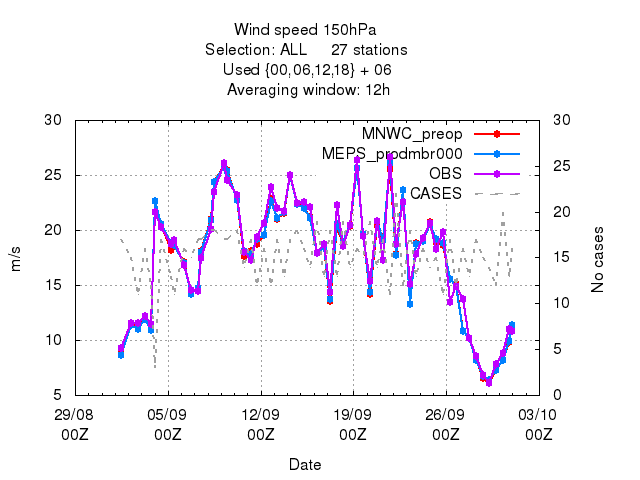 Wind speed 150hPa
Selection: ALL 27 stations
Used {00,06,12,18} + 06
Averaging window: 12h
30 30
MNWC_preop
MEPS_prodmbr000
25 25
OBS
CASES
20 20
15 15
m/s
No cases
10 10
5
5 0
29/08 05/09 12/09 19/09 26/09 03/10
00Z 00Z 00Z 00Z 00Z 00Z
Date